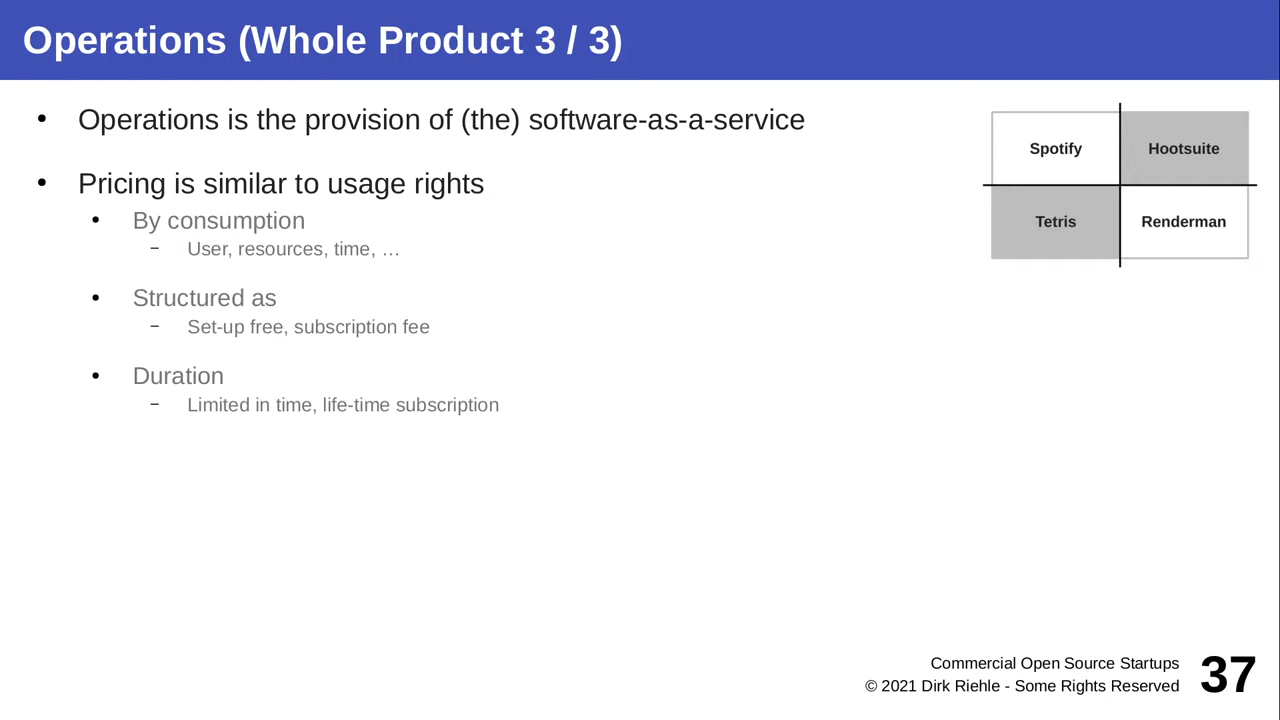 Operations (Whole Product 3 / 3)
• Operations is the provision of (the) software-as-a-service
• Pricing is similar to usage rights
• By consumption
– User, resources, time, …
• Structured as
– Set-up free, subscription fee
• Duration
– Limited in time, life-time subscription
Spotify Hootsuite
Tetris Renderman
Commercial Open Source Startups
© 2021 Dirk Riehle - Some Rights Reserved
37